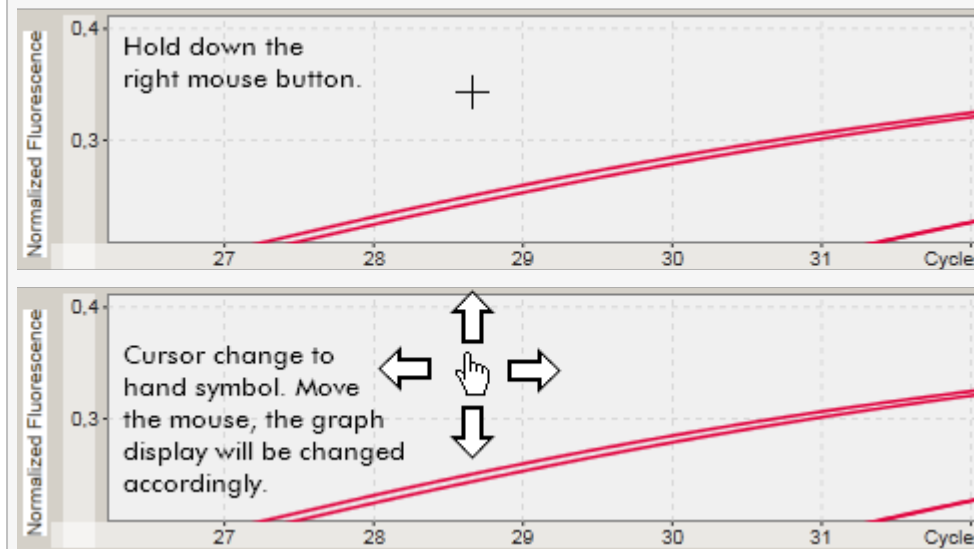 Normalized Fluorescence
0,4
Hold down the
right mouse button.
0,3
27 28 29 30 31 Cycle
Normalized Fluorescence
0,4
Cursor change to
hand symbol. Move
the mouse, the graph
display will be changed
accordingly.
0,3
27 28 29 30 31 Cycle